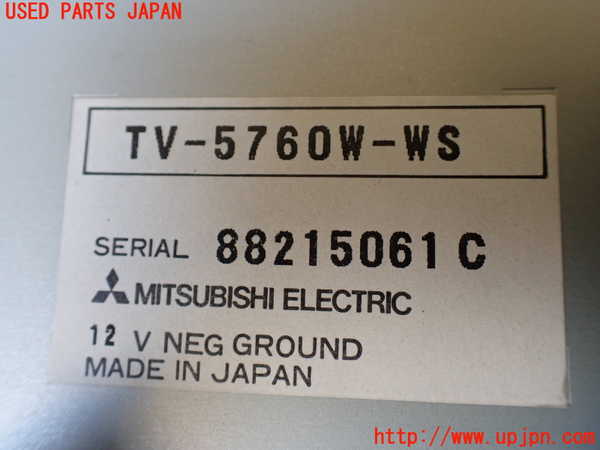 USED PARTS JAPAN
TV-5760W-WS
SERIAL 88215061C
MITSUBISHI ELECTRIC
12 V NEG GROUND
MADE IN JAPAN
http://www.upjpn.com/